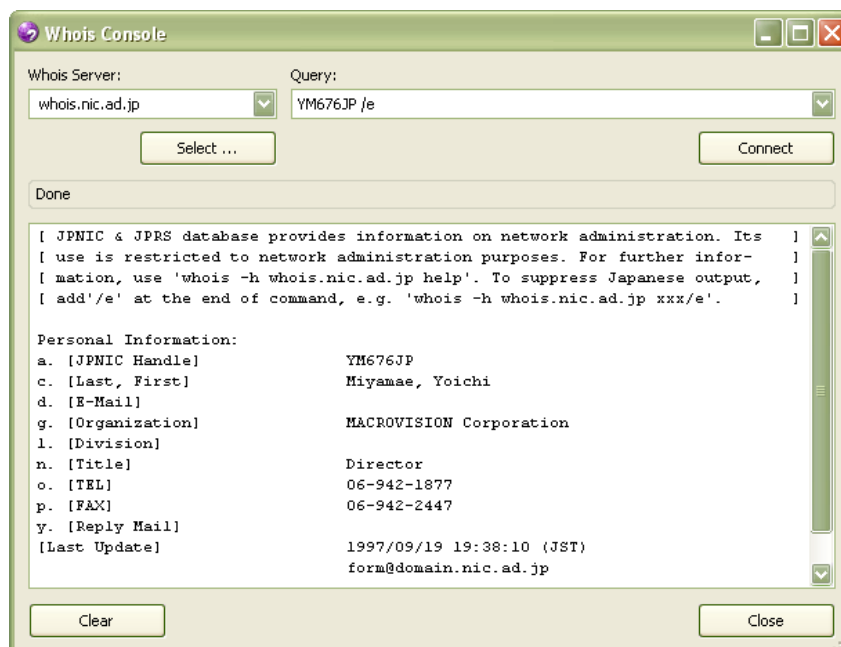 Whois Console
Whois Server:
Query:
whois.nic.ad.jp
YM676JP /e
Select ...
Connect
Done
[ JPNIC & JPRS database provides information on network administration. Its ]
[ use is restricted to network administration purposes. For further infor- ]
[ mation, use 'whois -h whois.nic.ad.jp help'. To suppress Japanese output, ]
[ add'/e' at the end of command, e.g. 'whois -h whois.nic.ad.jp xxx/e'. ]
Personal Information:
a. [JPNIC Handle] YM676JP
c. [Last, First] Miyamae, Yoichi
d. [E-Mail]
g. [Organization] MACROVISION Corporation
l. [Division]
n. [Title] Director
o. [TEL] 06-942-1877
p. [FAX] 06-942-2447
y. [Reply Mail]
[Last Update] 1997/09/19 19:38:10 (JST)
form@domain.nic.ad.jp
Clear
Close